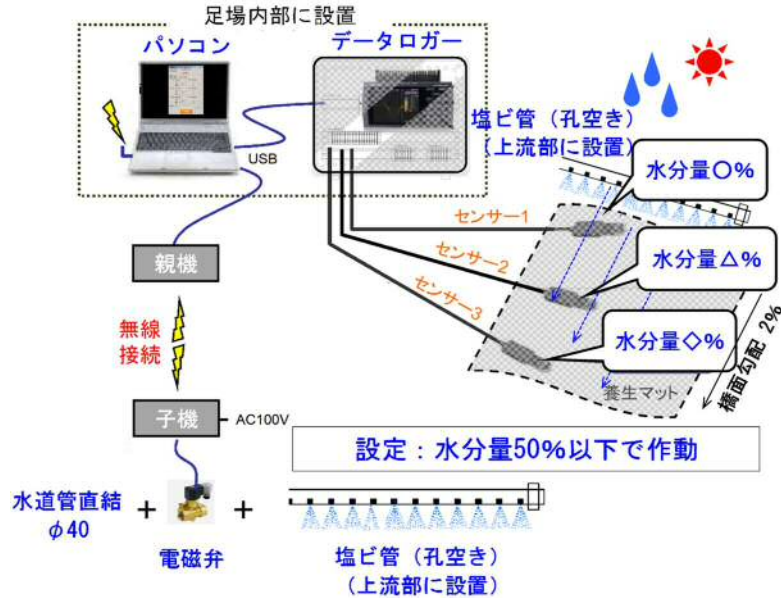 足場内部に設置
パソコン
データロガー
USB
塩ビ管（孔空き）
（上流部に設置）
水分量〇%
センサー1
センサー2
センサー3
水分量△%
水分量◇%
養生マット
橋面勾配 2%
親機
無線
接続
子機
AC100V
設定：水分量50%以下で作動
水道管直結
φ40
+
電磁弁
+
塩ビ管（孔空き）
（上流部に設置）